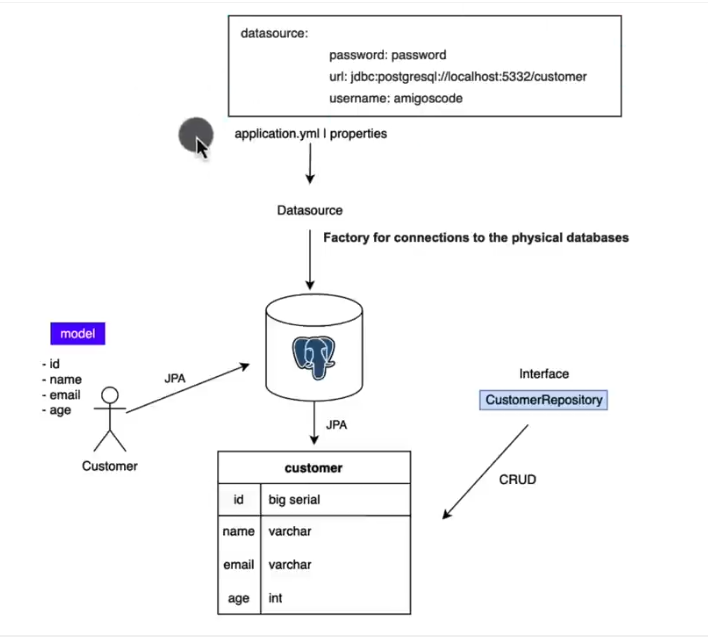 datasource:
password: password
url: jdbc:postgresql://localhost:5332/customer
username: amigoscode
application.yml | properties
Datasource
Factory for connections to the physical databases
model
- id
- name
- email
- age
JPA
Customer
Interface
CustomerRepository
JPA
CRUD
customer
id big serial
name varchar
email varchar
age int